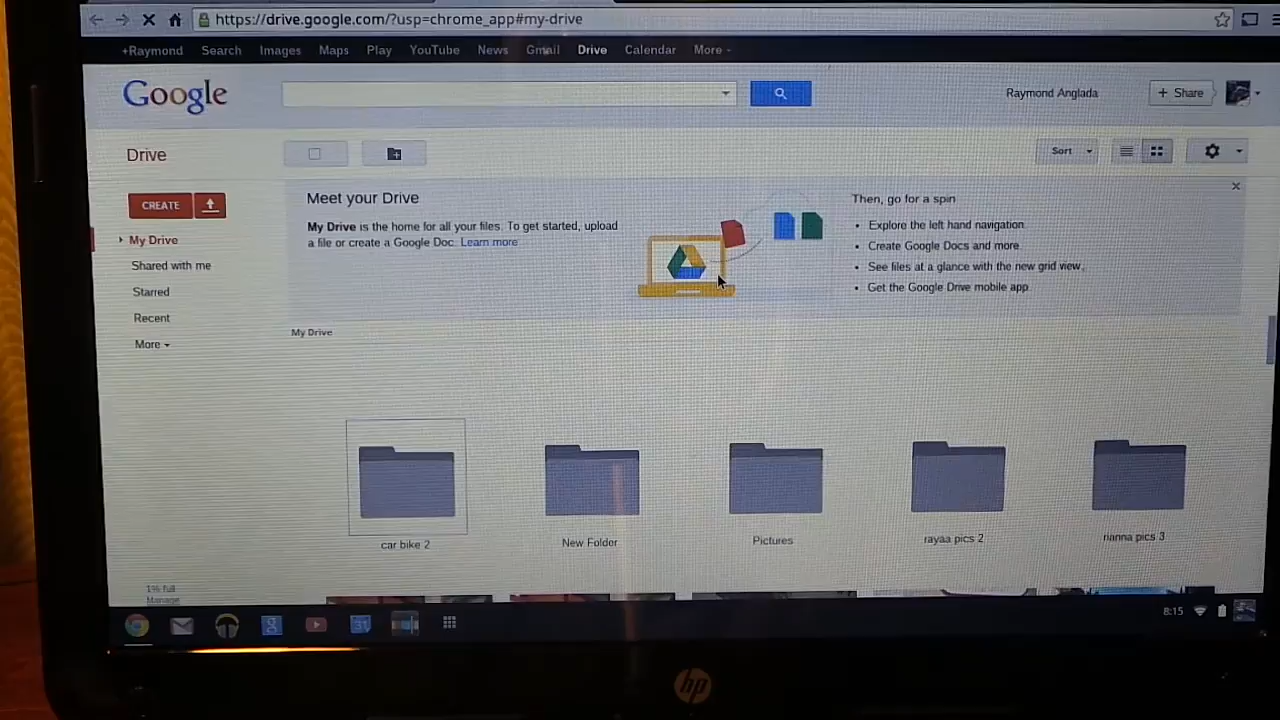 https://drive.google.com/?usp=chrome_app#my-drive
+Raymond Search Images Maps Play YouTube News Gmail Drive Calendar More
Google
Raymond Anglada
+ Share
Drive
Sort
CREATE
Meet your Drive
My Drive is the home for all your files. To get started, upload
a file or create a Google Doc. Learn more
Then, go for a spin
• Explore the left hand navigation
• Create Google Docs and more.
• See files at a glance with the new grid view.
• Get the Google Drive mobile app
My Drive
Shared with me
Starred
Recent
More
My Drive
car bike 2
New Folder
Pictures
rayaa pics 2
rianna pics 3
1% full
Manage
31
8:15
hp